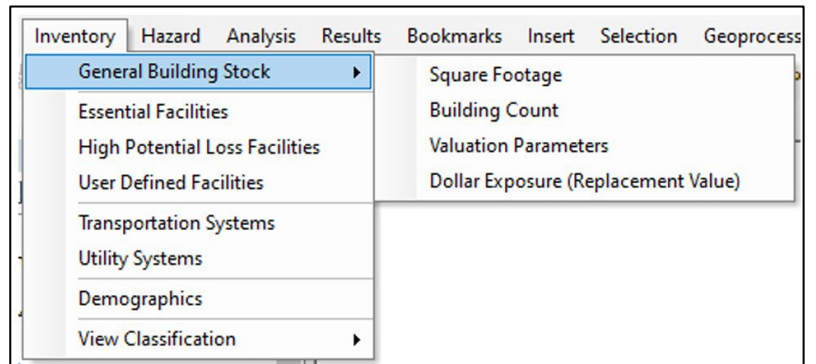 Inventory Hazard Analysis Results Bookmarks Insert Selection Geoprocess
General Building Stock
Square Footage
Building Count
Valuation Parameters
Dollar Exposure (Replacement Value)
Essential Facilities
High Potential Loss Facilities
User Defined Facilities
Transportation Systems
Utility Systems
Demographics
View Classification